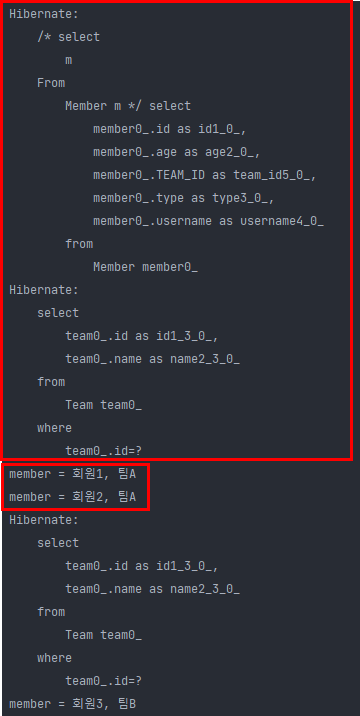 Hibernate:
    /* select
        m
    From
        Member m */ select
            member0_.id as id1_0_,
            member0_.age as age2_0_,
            member0_.TEAM_ID as team_id5_0_,
            member0_.type as type3_0_,
            member0_.username as username4_0_
        from
            Member member0_
Hibernate:
    select
        team0_.id as id1_3_0_,
        team0_.name as name2_3_0_
    from
        Team team0_
    where
        team0_.id=?
member = 회원1, 팀A
member = 회원2, 팀A
Hibernate:
    select
        team0_.id as id1_3_0_,
        team0_.name as name2_3_0_
    from
        Team team0_
    where
        team0_.id=?
member = 회원3, 팀B